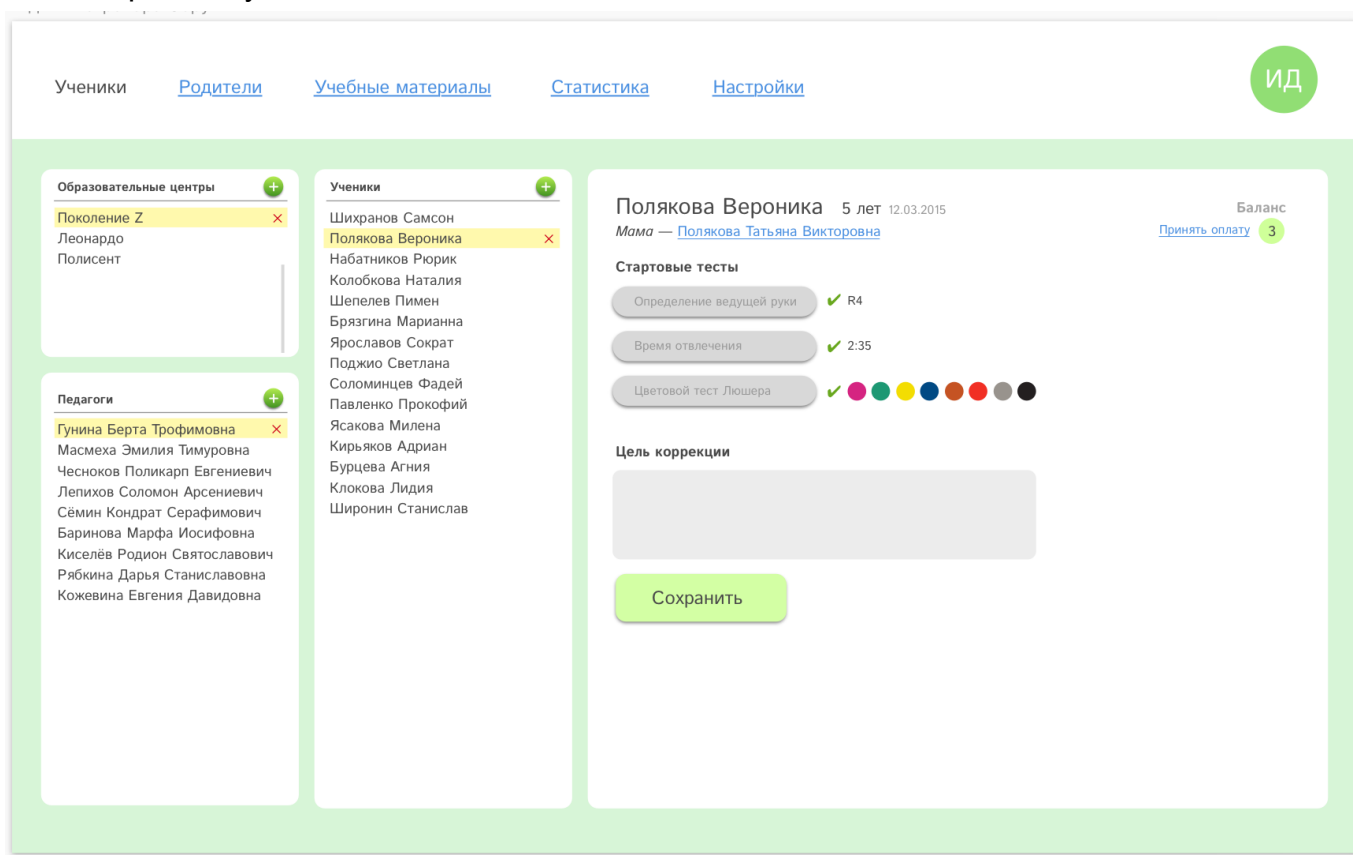 Ученики Родители Учебные материалы Статистика Настройки ИД
Образовательные центры
Поколение Z
Леонардо
Полисент
Педагоги
Гунина Берта Трофимовна
Масмеха Эмилия Тимуровна
Чесноков Поликарп Евгениевич
Лепихов Соломон Арсениевич
Сёмин Кондрат Серафимович
Баринова Марфа Иосифовна
Киселёв Родион Святославович
Рябкина Дарья Станиславовна
Кожевина Евгения Давидовна
Ученики
Шихранов Самсон
Полякова Вероника
Набатников Рюрик
Колобкова Наталия
Шепелев Пимен
Брязгина Марианна
Ярославов Сократ
Поджио Светлана
Соломинцев Фадей
Павленко Прокофий
Ясакова Милена
Кирьяков Адриан
Бурцева Агния
Клокова Лидия
Широнин Станислав
Полякова Вероника 5 лет 12.03.2015
Мама — Полякова Татьяна Викторовна
Баланс
Принять оплату 3
Стартовые тесты
Определение ведущей руки R4
Время отвлечения 2:35
Цветовой тест Люшера
Цель коррекции
Сохранить